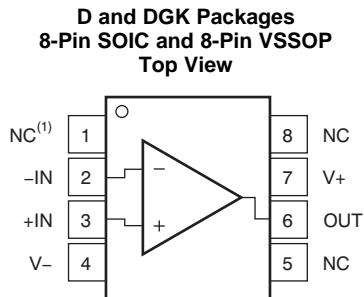 D and DGK Packages
8-Pin SOIC and 8-Pin VSSOP
Top View
NC(1) 1 8 NC
−IN 2 − 7 V+
+IN 3 + 6 OUT
V− 4 5 NC